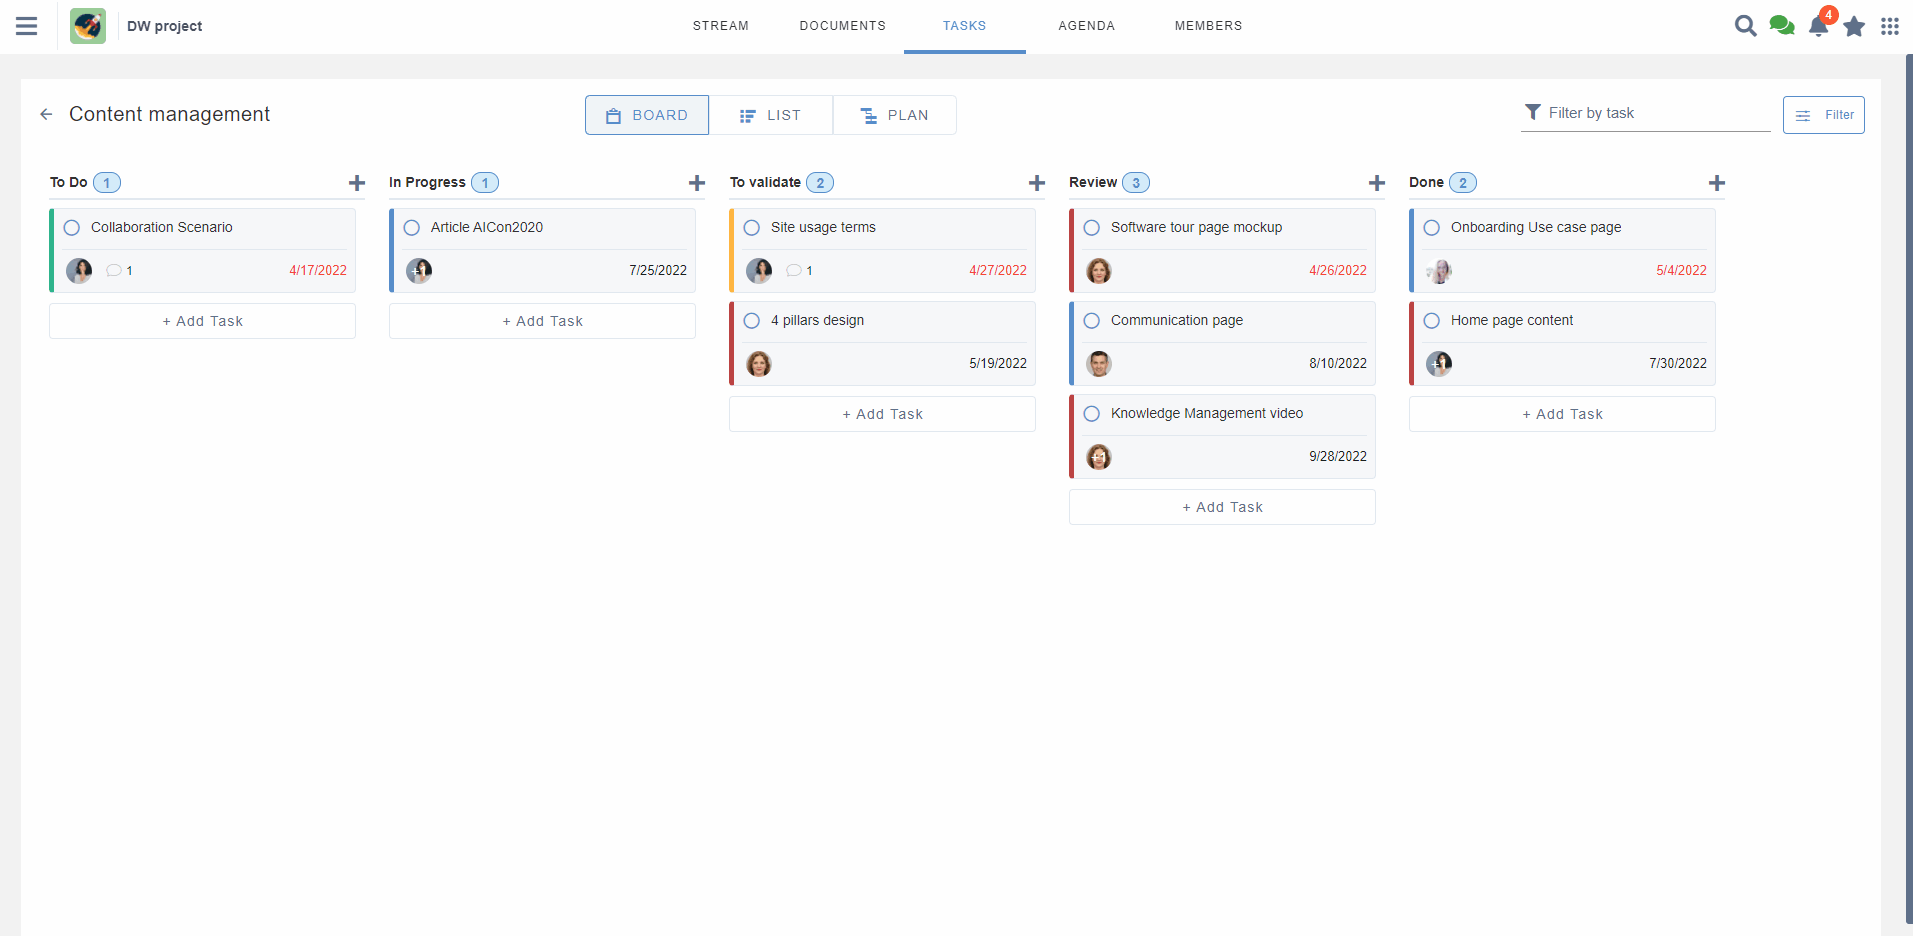 DW project
STREAM
DOCUMENTS
TASKS
AGENDA
MEMBERS
4
Content management
BOARD
LIST
PLAN
Filter by task
Filter
To Do 1
Collaboration Scenario
1
4/17/2022
+ Add Task
In Progress 1
Article AICon2020
+1
7/25/2022
+ Add Task
To validate 2
Site usage terms
1
4/27/2022
4 pillars design
5/19/2022
+ Add Task
Review 3
Software tour page mockup
4/26/2022
Communication page
8/10/2022
Knowledge Management video
+1
9/28/2022
+ Add Task
Done 2
Onboarding Use case page
5/4/2022
Home page content
+1
7/30/2022
+ Add Task